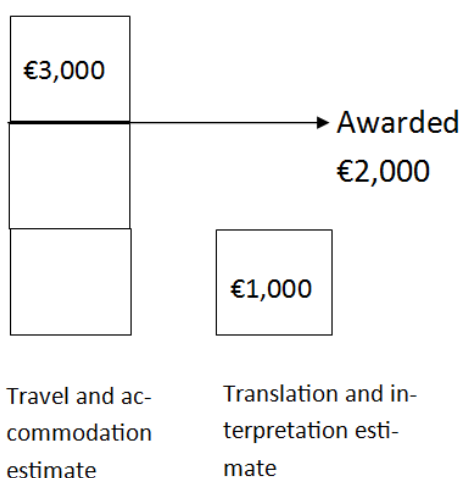 €3,000
Awarded
€2,000
€1,000
Travel and ac-
commodation
estimate
Translation and in-
terpretation esti-
mate